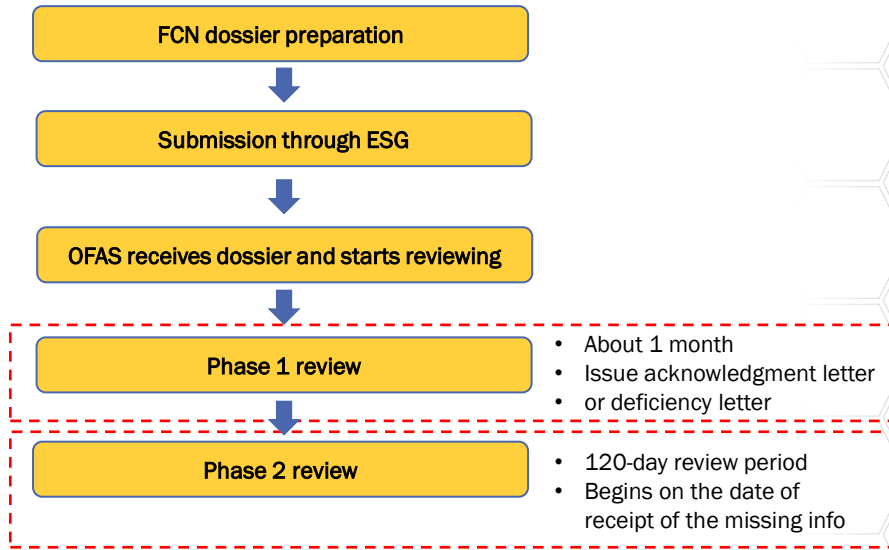 FCN dossier preparation
Submission through ESG
OFAS receives dossier and starts reviewing
Phase 1 review
• About 1 month
• Issue acknowledgment letter
• or deficiency letter
Phase 2 review
• 120-day review period
• Begins on the date of
receipt of the missing info